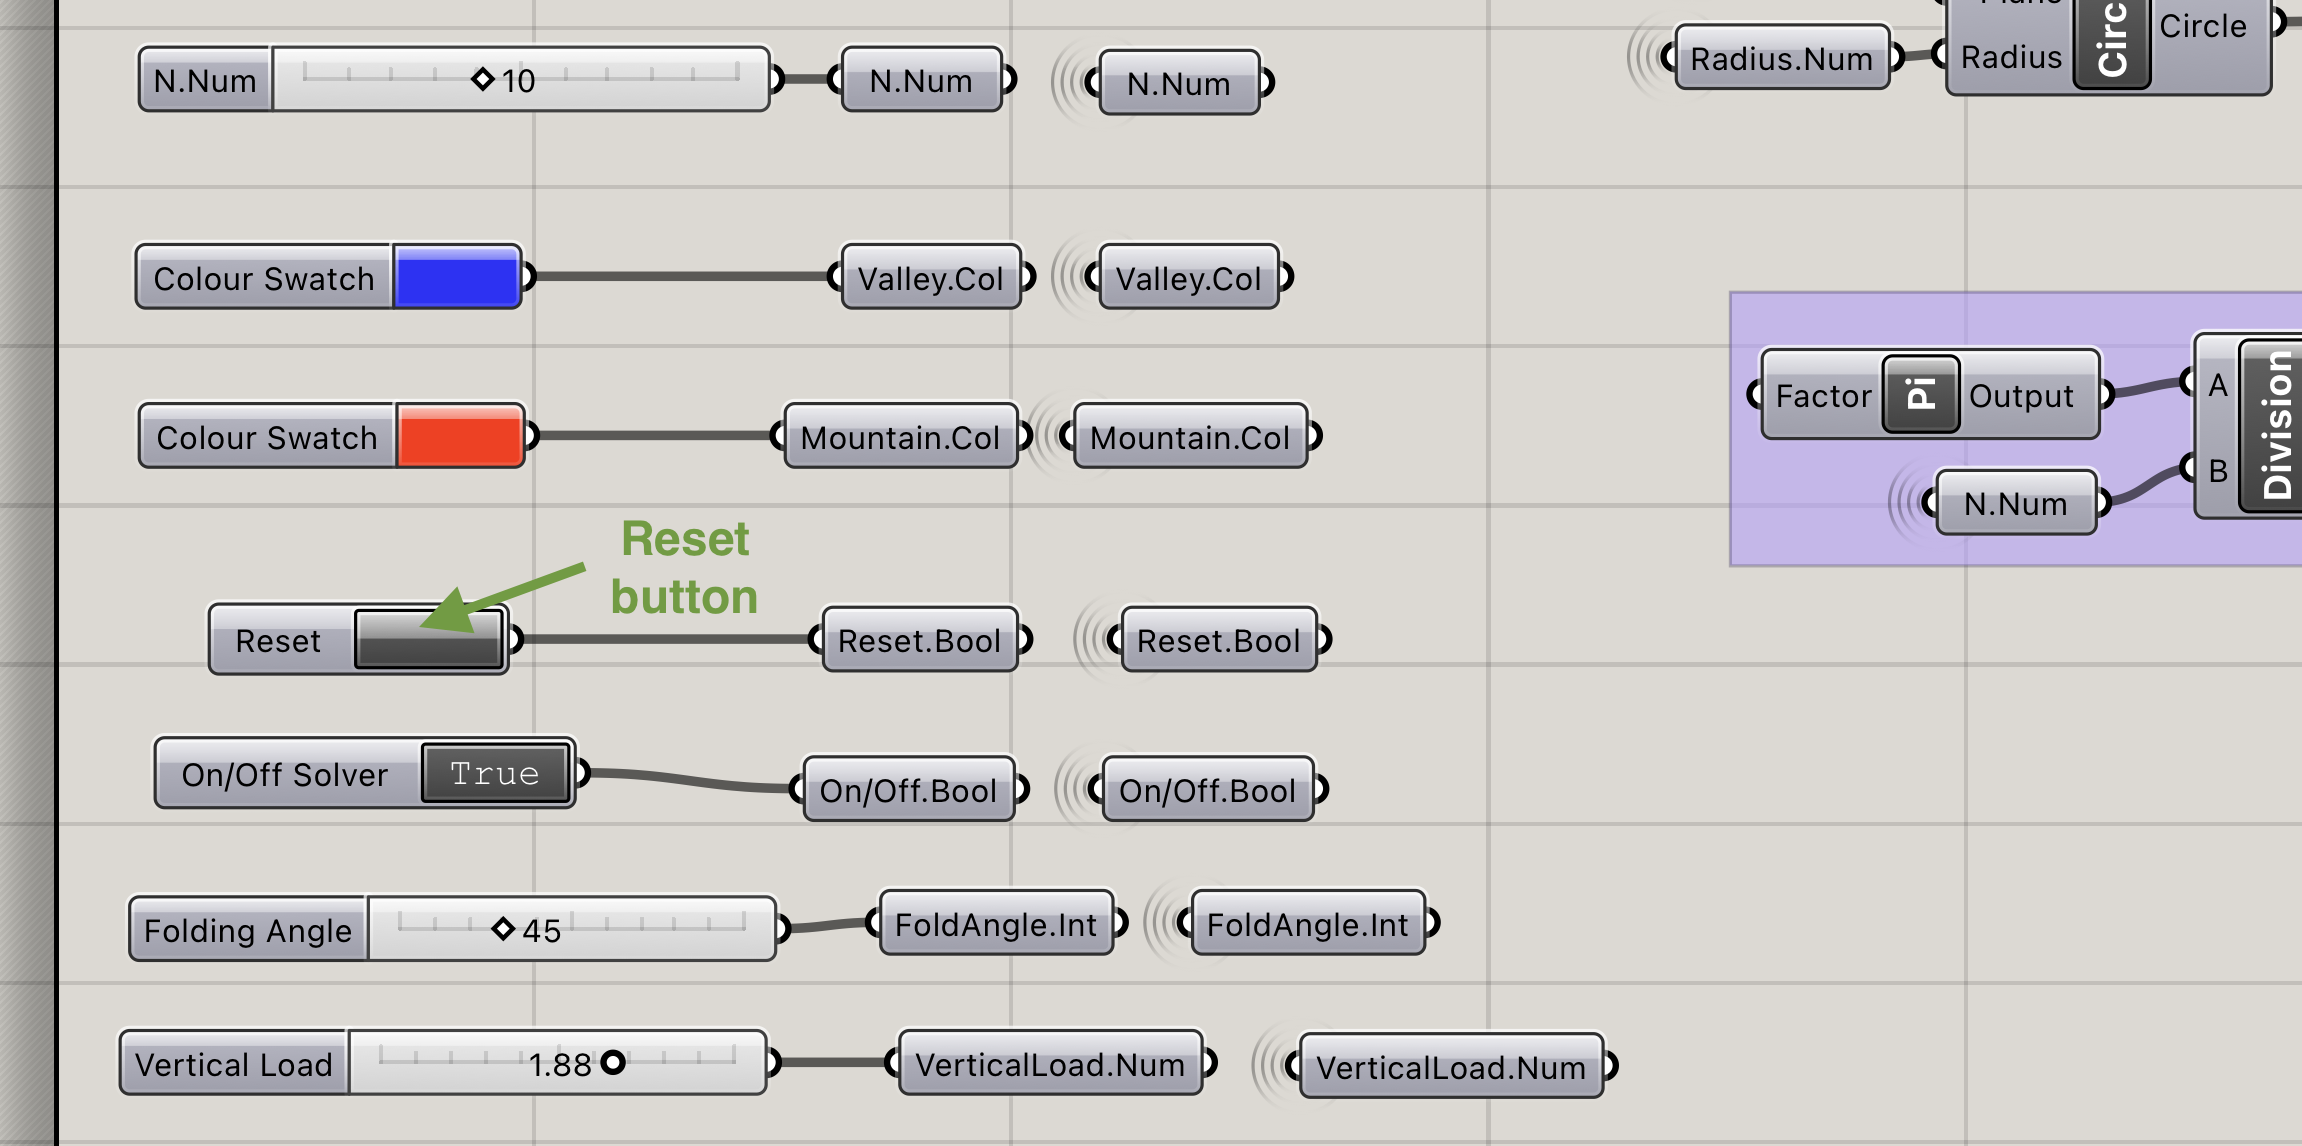 N.Num
10
N.Num
N.Num
Radius.Num
Radius
Circ
Circle
Colour Swatch
Valley.Col
Valley.Col
Colour Swatch
Mountain.Col
Mountain.Col
Factor
Pi
Output
A
B
Division
N.Num
Reset
button
Reset
Reset.Bool
Reset.Bool
On/Off Solver
True
On/Off.Bool
On/Off.Bool
Folding Angle
45
FoldAngle.Int
FoldAngle.Int
Vertical Load
1.88
VerticalLoad.Num
VerticalLoad.Num